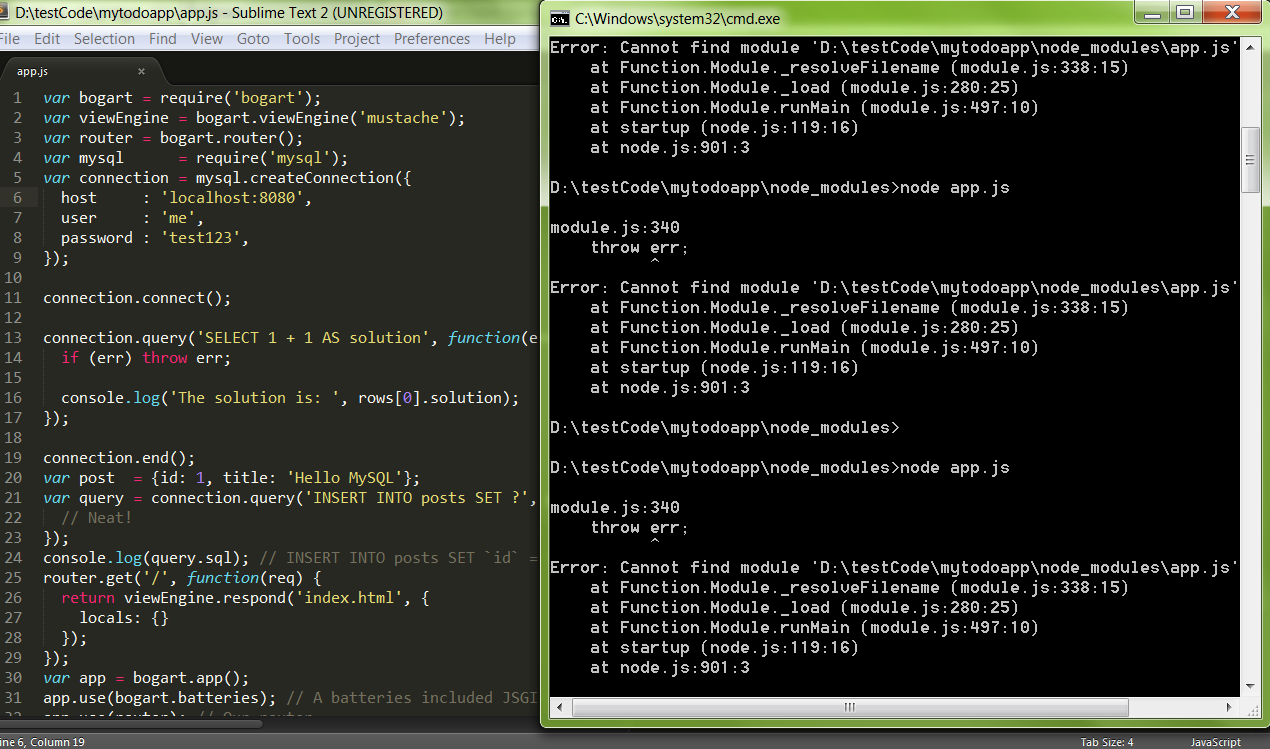 D:\testCode\mytodoapp\app.js - Sublime Text 2 (UNREGISTERED)
File Edit Selection Find View Goto Tools Project Preferences Help
app.js ×
1 var bogart = require('bogart');
2 var viewEngine = bogart.viewEngine('mustache');
3 var router = bogart.router();
4 var mysql      = require('mysql');
5 var connection = mysql.createConnection({
6   host     : 'localhost:8080',
7   user     : 'me',
8   password : 'test123',
9 });
10
11 connection.connect();
12
13 connection.query('SELECT 1 + 1 AS solution', function(e
14   if (err) throw err;
15
16   console.log('The solution is: ', rows[0].solution);
17 });
18
19 connection.end();
20 var post  = {id: 1, title: 'Hello MySQL'};
21 var query = connection.query('INSERT INTO posts SET ?',
22   // Neat!
23 });
24 console.log(query.sql); // INSERT INTO posts SET `id` =
25 router.get('/', function(req) {
26   return viewEngine.respond('index.html', {
27     locals: {}
28   });
29 });
30 var app = bogart.app();
31 app.use(bogart.batteries); // A batteries included JSGI
32 app.use(router); // Our router
ine 6, Column 19
Tab Size: 4
JavaScript
C:\Windows\system32\cmd.exe
Error: Cannot find module 'D:\testCode\mytodoapp\node_modules\app.js'
    at Function.Module._resolveFilename (module.js:338:15)
    at Function.Module._load (module.js:280:25)
    at Function.Module.runMain (module.js:497:10)
    at startup (node.js:119:16)
    at node.js:901:3
D:\testCode\mytodoapp\node_modules>node app.js
module.js:340
    throw err;
          ^
Error: Cannot find module 'D:\testCode\mytodoapp\node_modules\app.js'
    at Function.Module._resolveFilename (module.js:338:15)
    at Function.Module._load (module.js:280:25)
    at Function.Module.runMain (module.js:497:10)
    at startup (node.js:119:16)
    at node.js:901:3
D:\testCode\mytodoapp\node_modules>
D:\testCode\mytodoapp\node_modules>node app.js
module.js:340
    throw err;
          ^
Error: Cannot find module 'D:\testCode\mytodoapp\node_modules\app.js'
    at Function.Module._resolveFilename (module.js:338:15)
    at Function.Module._load (module.js:280:25)
    at Function.Module.runMain (module.js:497:10)
    at startup (node.js:119:16)
    at node.js:901:3